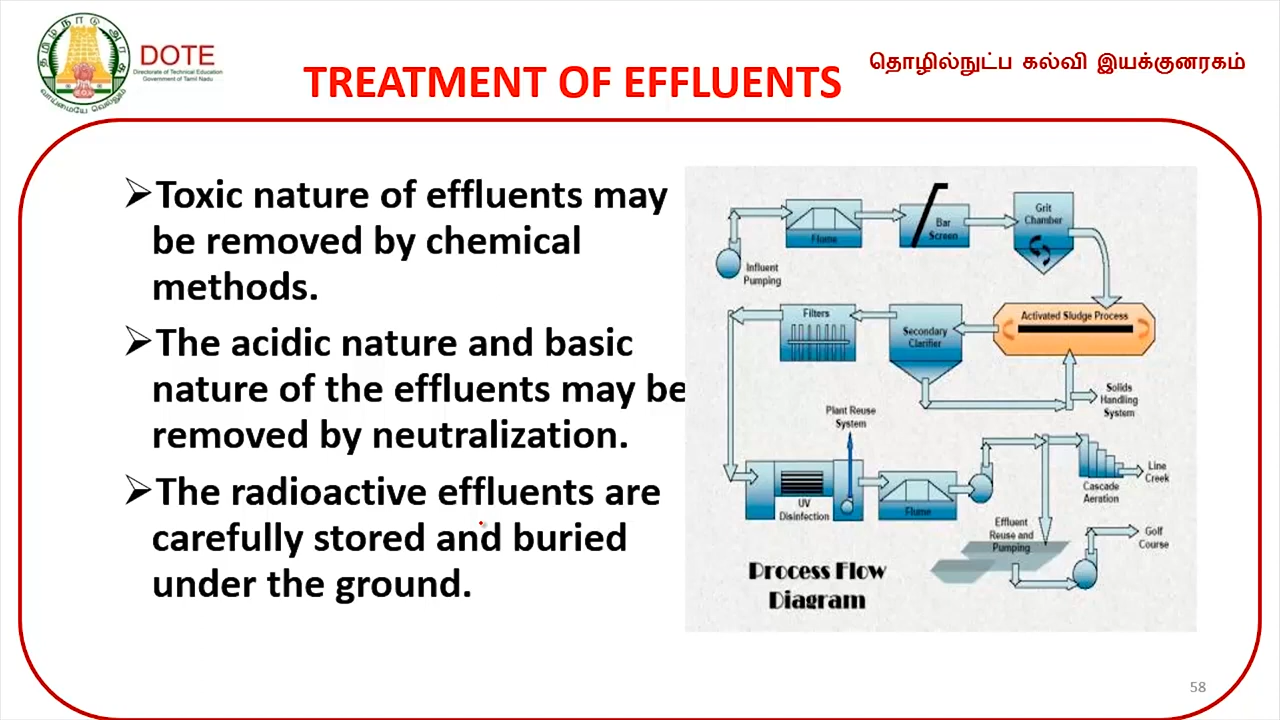 DOTE
Directorate of Technical Education
Government of Tamil Nadu
தொழில்நுட்ப கல்வி இயக்குனரகம்
TREATMENT OF EFFLUENTS
➢Toxic nature of effluents may
be removed by chemical
methods.
➢The acidic nature and basic
nature of the effluents may be
removed by neutralization.
➢The radioactive effluents are
carefully stored and buried
under the ground.
Influent
Pumping
Flume
Bar
Screen
Grit
Chamber
Activated Sludge Process
Secondary
Clarifier
Filters
Solids
Handling
System
Plant Reuse
System
UV
Disinfection
Flume
Cascade
Aeration
Line
Creek
Effluent
Reuse and
Pumping
Golf
Course
Process Flow
Diagram
58